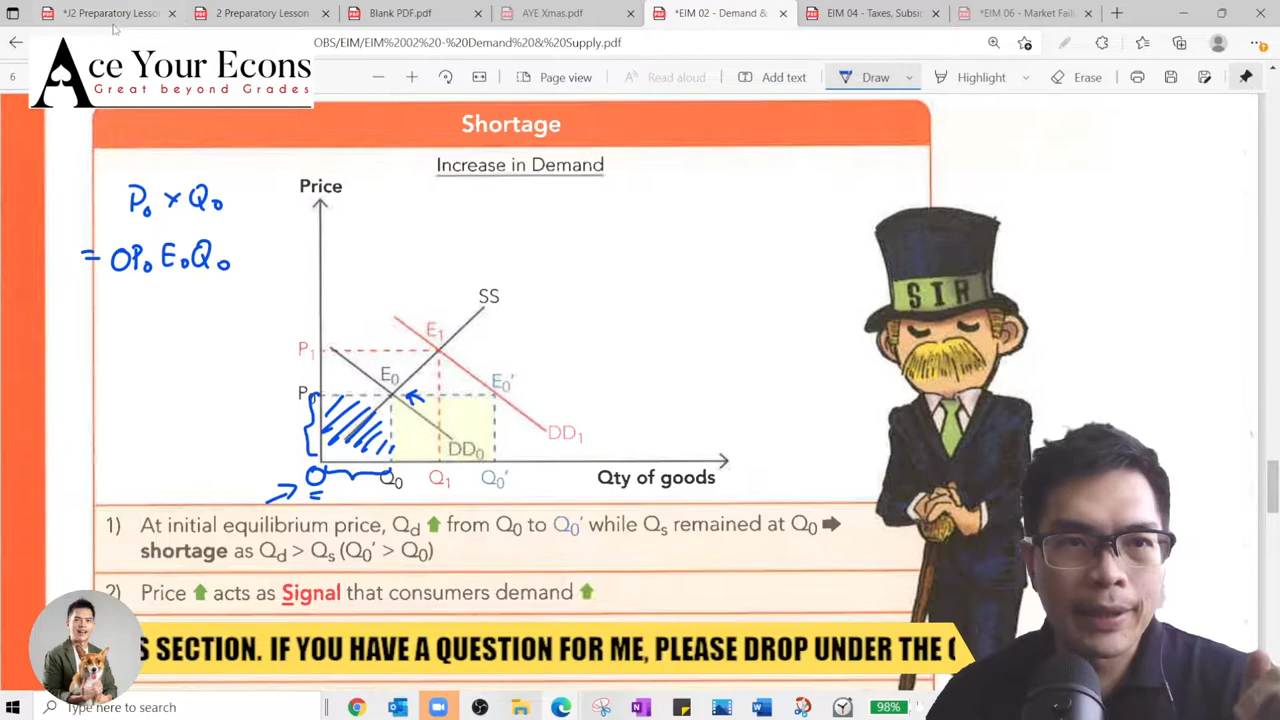 *J2 Preparatory Lesso
2 Preparatory Lesson
Blank PDF.pdf
AYE Xmas.pdf
*EIM 02 - Demand &
EIM 04 - Taxes, Subsi
*EIM 06 - Market Fail
OBS/EIM/EIM%2002%20-%20Demand%20&%20Supply.pdf
Ace Your Econs
Great beyond Grades
6
Page view
Read aloud
Add text
Draw
Highlight
Erase
Shortage
Increase in Demand
P₀ × Q₀
= OP₀E₀Q₀
Price
SS
P₁
E₁
E₀
E₀'
P
DD₀
DD₁
O
Q₀
Q₁
Q₀'
Qty of goods
SIR
1) At initial equilibrium price, Qd ⬆ from Q₀ to Q₀' while Qs remained at Q₀ ➡
shortage as Qd > Qs (Q₀' > Q₀)
2) Price ⬆ acts as Signal that consumers demand ⬆
S SECTION. IF YOU HAVE A QUESTION FOR ME, PLEASE DROP UNDER THE
Type here to search
98%